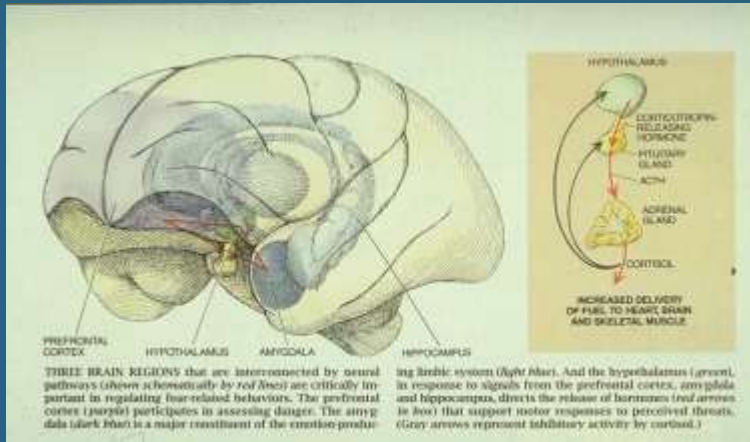 HYPOTHALAMUS
CORTICOTROPIN-
RELEASING
HORMONE
PITUITARY
GLAND
ACTH
ADRENAL
GLAND
CORTISOL
INCREASED DELIVERY
OF FUEL TO HEART, BRAIN
AND SKELETAL MUSCLE
PREFRONTAL
CORTEX
HYPOTHALAMUS
AMYGDALA
HIPPOCAMPUS
THREE BRAIN REGIONS that are interconnected by neural
pathways (shown schematically by red lines) are critically im-
portant in regulating fear-related behaviors. The prefrontal
cortex (purple) participates in assessing danger. The amyg-
dala (dark blue) is a major constituent of the emotion-produc-
ing limbic system (light blue). And the hypothalamus (green),
in response to signals from the prefrontal cortex, amygdala
and hippocampus, directs the release of hormones (red arrows
in box) that support motor responses to perceived threats.
(Gray arrows represent inhibitory activity by cortisol.)